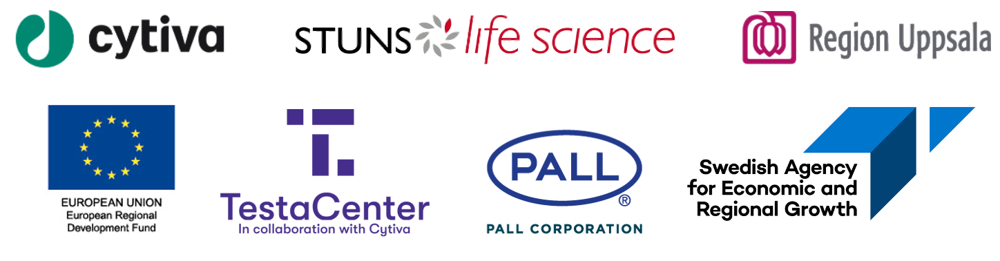 cytiva
STUNS life science
Region Uppsala
EUROPEAN UNION
European Regional
Development Fund
TestaCenter
In collaboration with Cytiva
PALL
®
PALL CORPORATION
Swedish Agency
for Economic and
Regional Growth